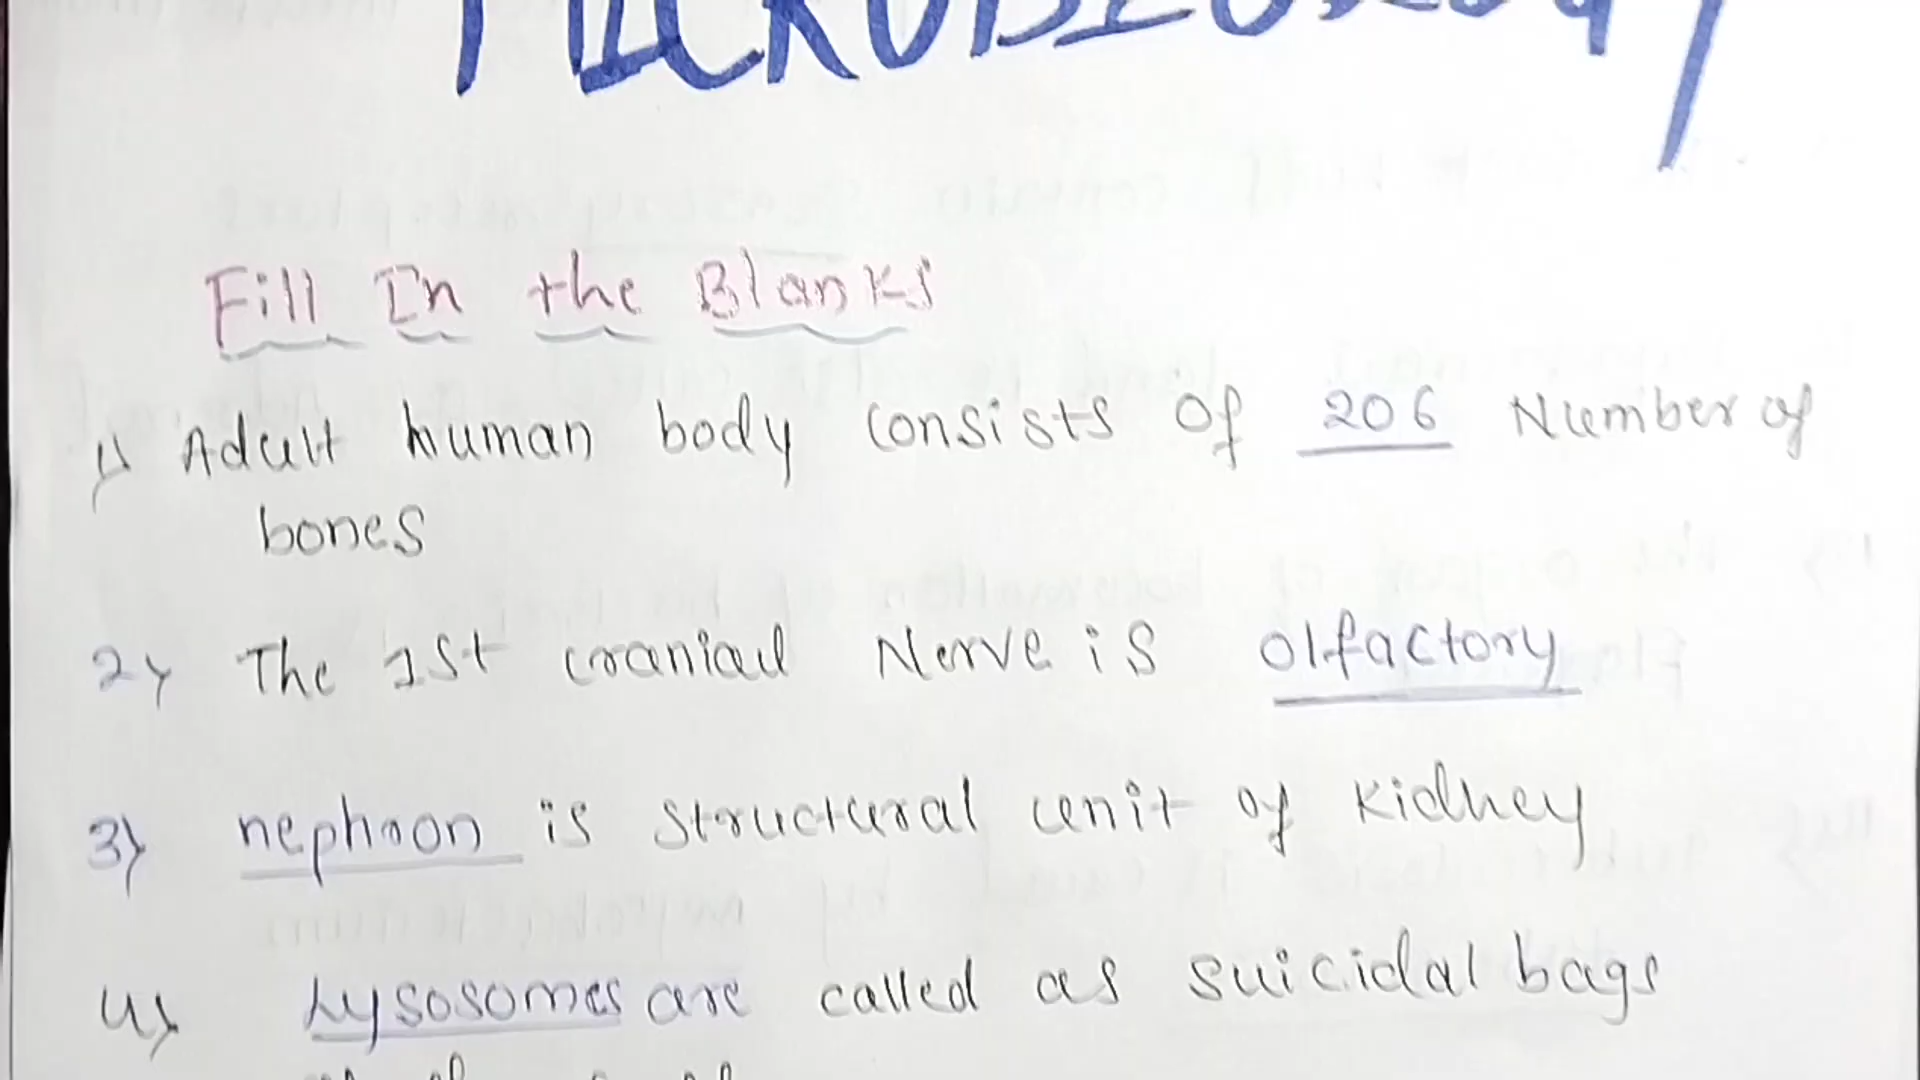 MICROBIOLOGY
Fill In the Blanks
1) Adult human body consists of 206 Number of
bones
2) The 1st cranial Nerve is olfactory
3) nephron is structural unit of kidney
4) Lysosomes are called as suicidal bags